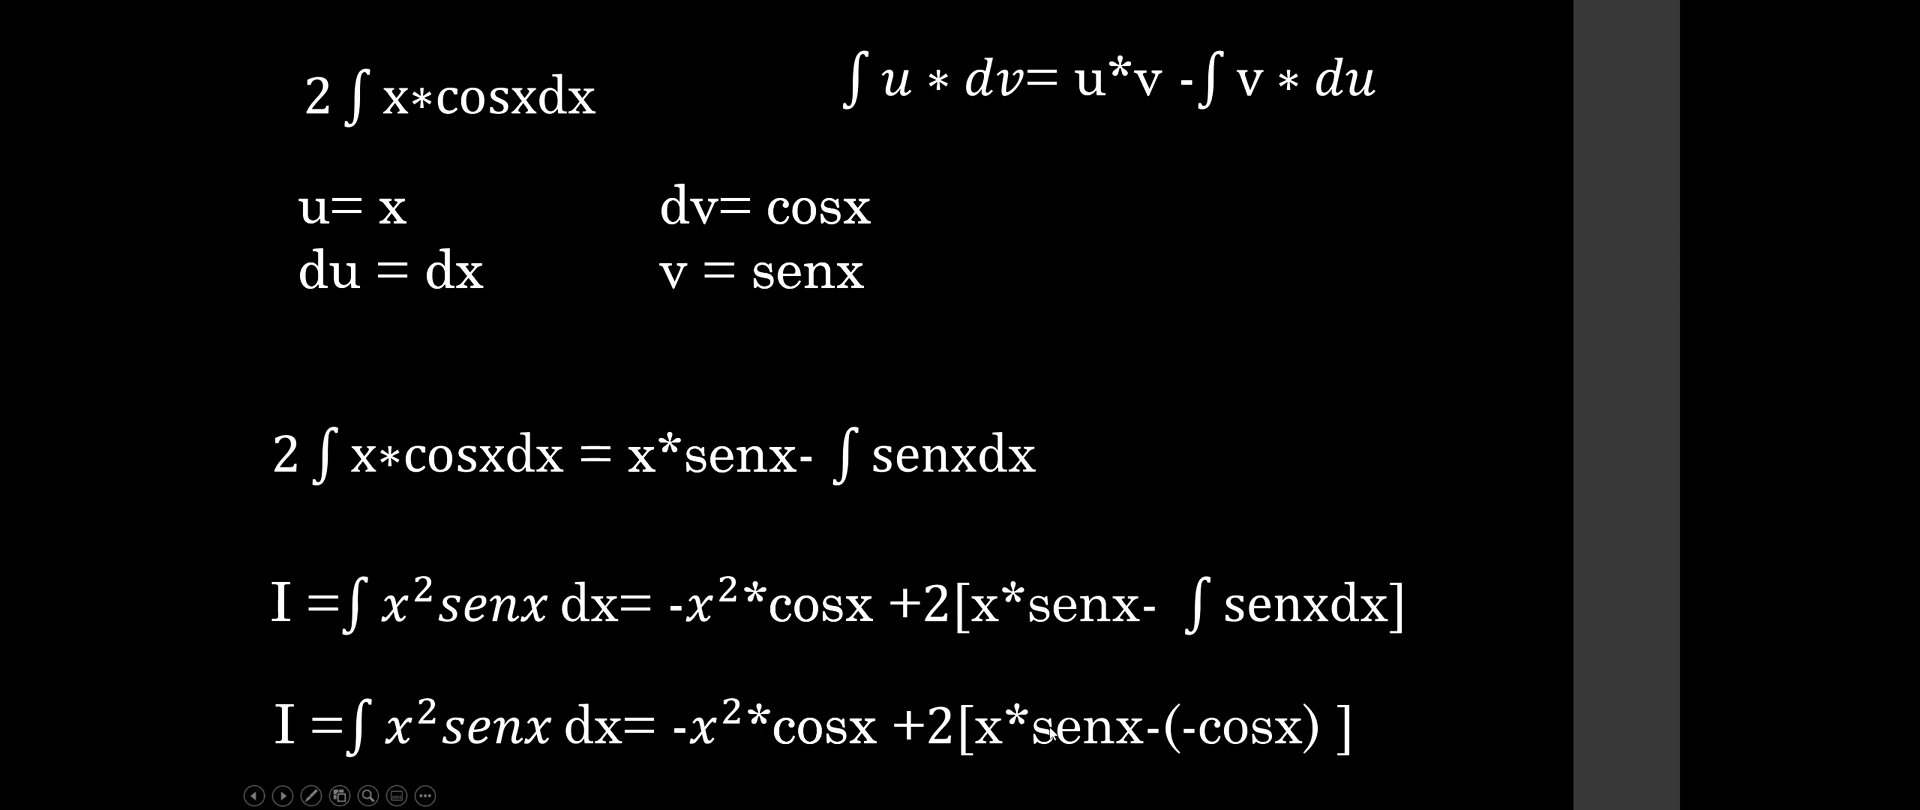 2 ∫ x∗cosxdx
∫ u ∗ dv= u*v -∫ v ∗ du
u= x
dv= cosx
du = dx
v = senx
2 ∫ x∗cosxdx = x*senx- ∫ senxdx
I =∫ x²senx dx= -x²*cosx +2[x*senx- ∫ senxdx]
I =∫ x²senx dx= -x²*cosx +2[x*senx-(-cosx) ]